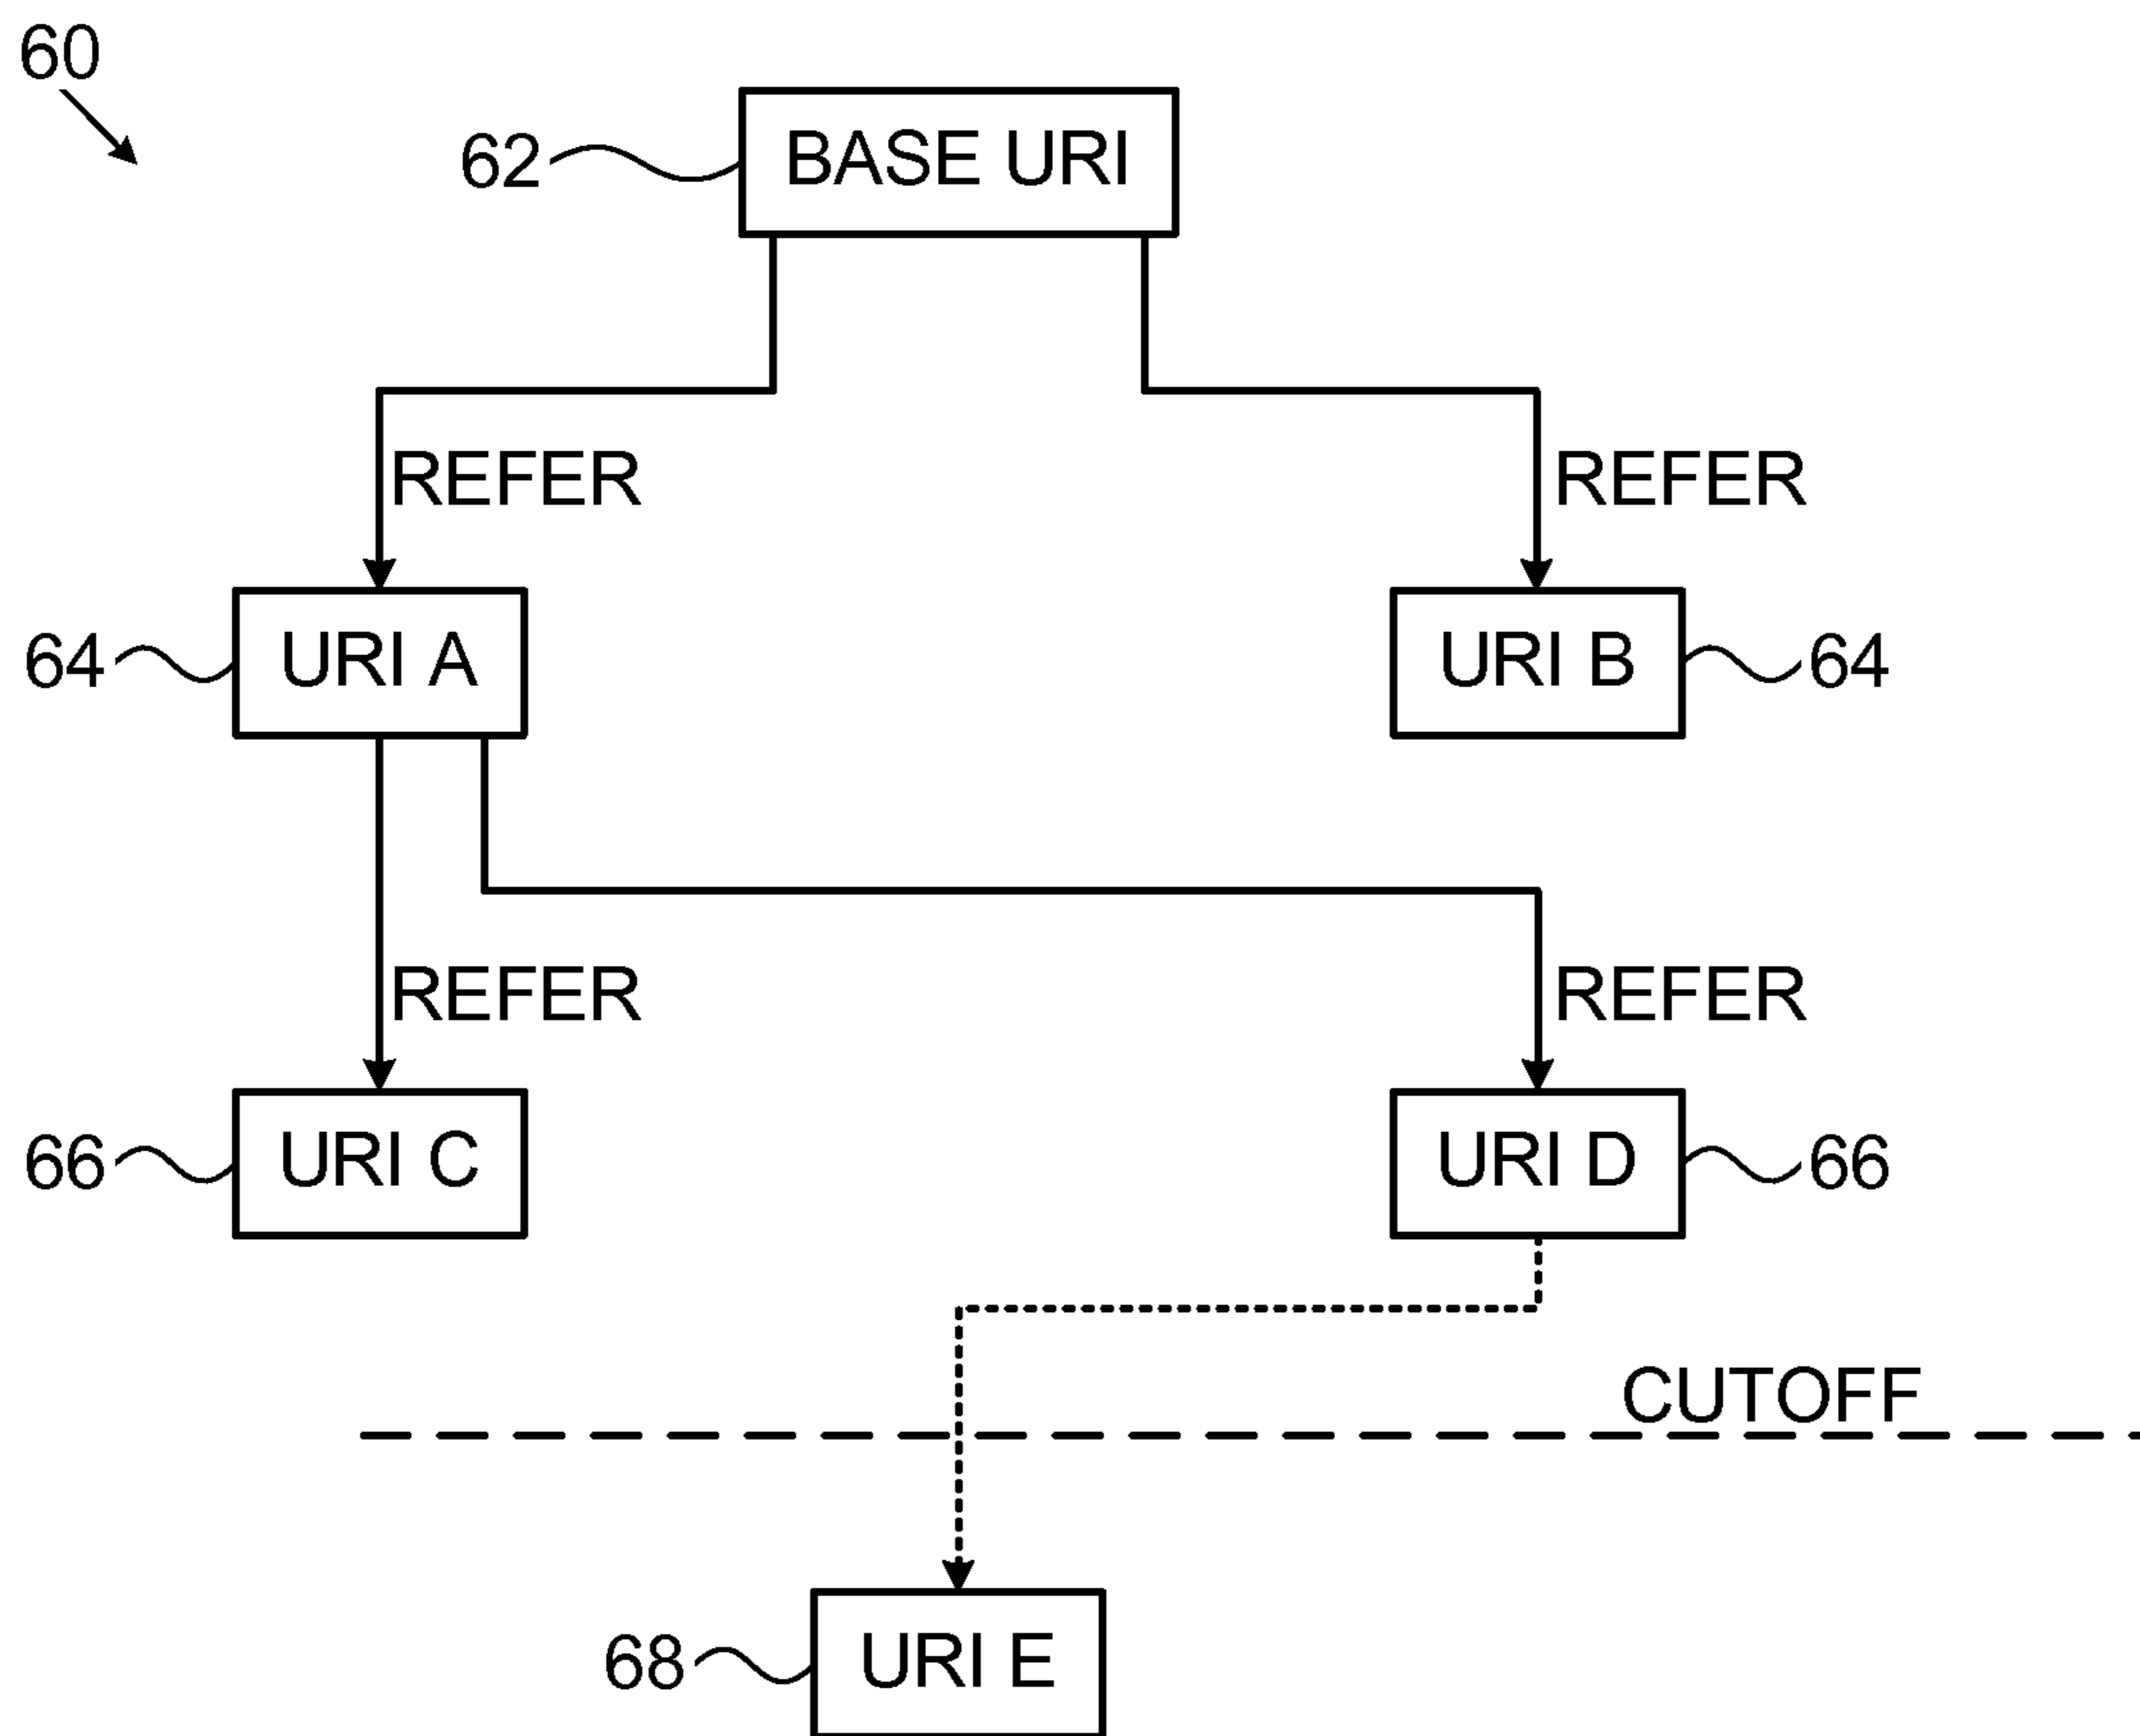 60
62 BASE URI
REFER REFER
64 URI A URI B 64
REFER REFER
66 URI C URI D 66
CUTOFF
68 URI E